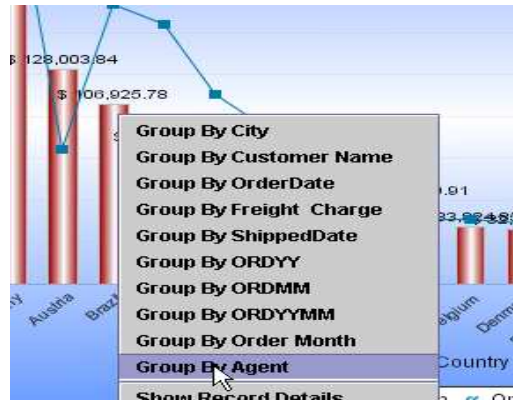 $ 128,003.84
$ 106,925.78
Group By City
Group By Customer Name
Group By OrderDate
Group By Freight Charge
Group By ShippedDate
Group By ORDYY
Group By ORDMM
Group By ORDYYMM
Group By Order Month
Group By Agent
Show Record Details
Austria
Country